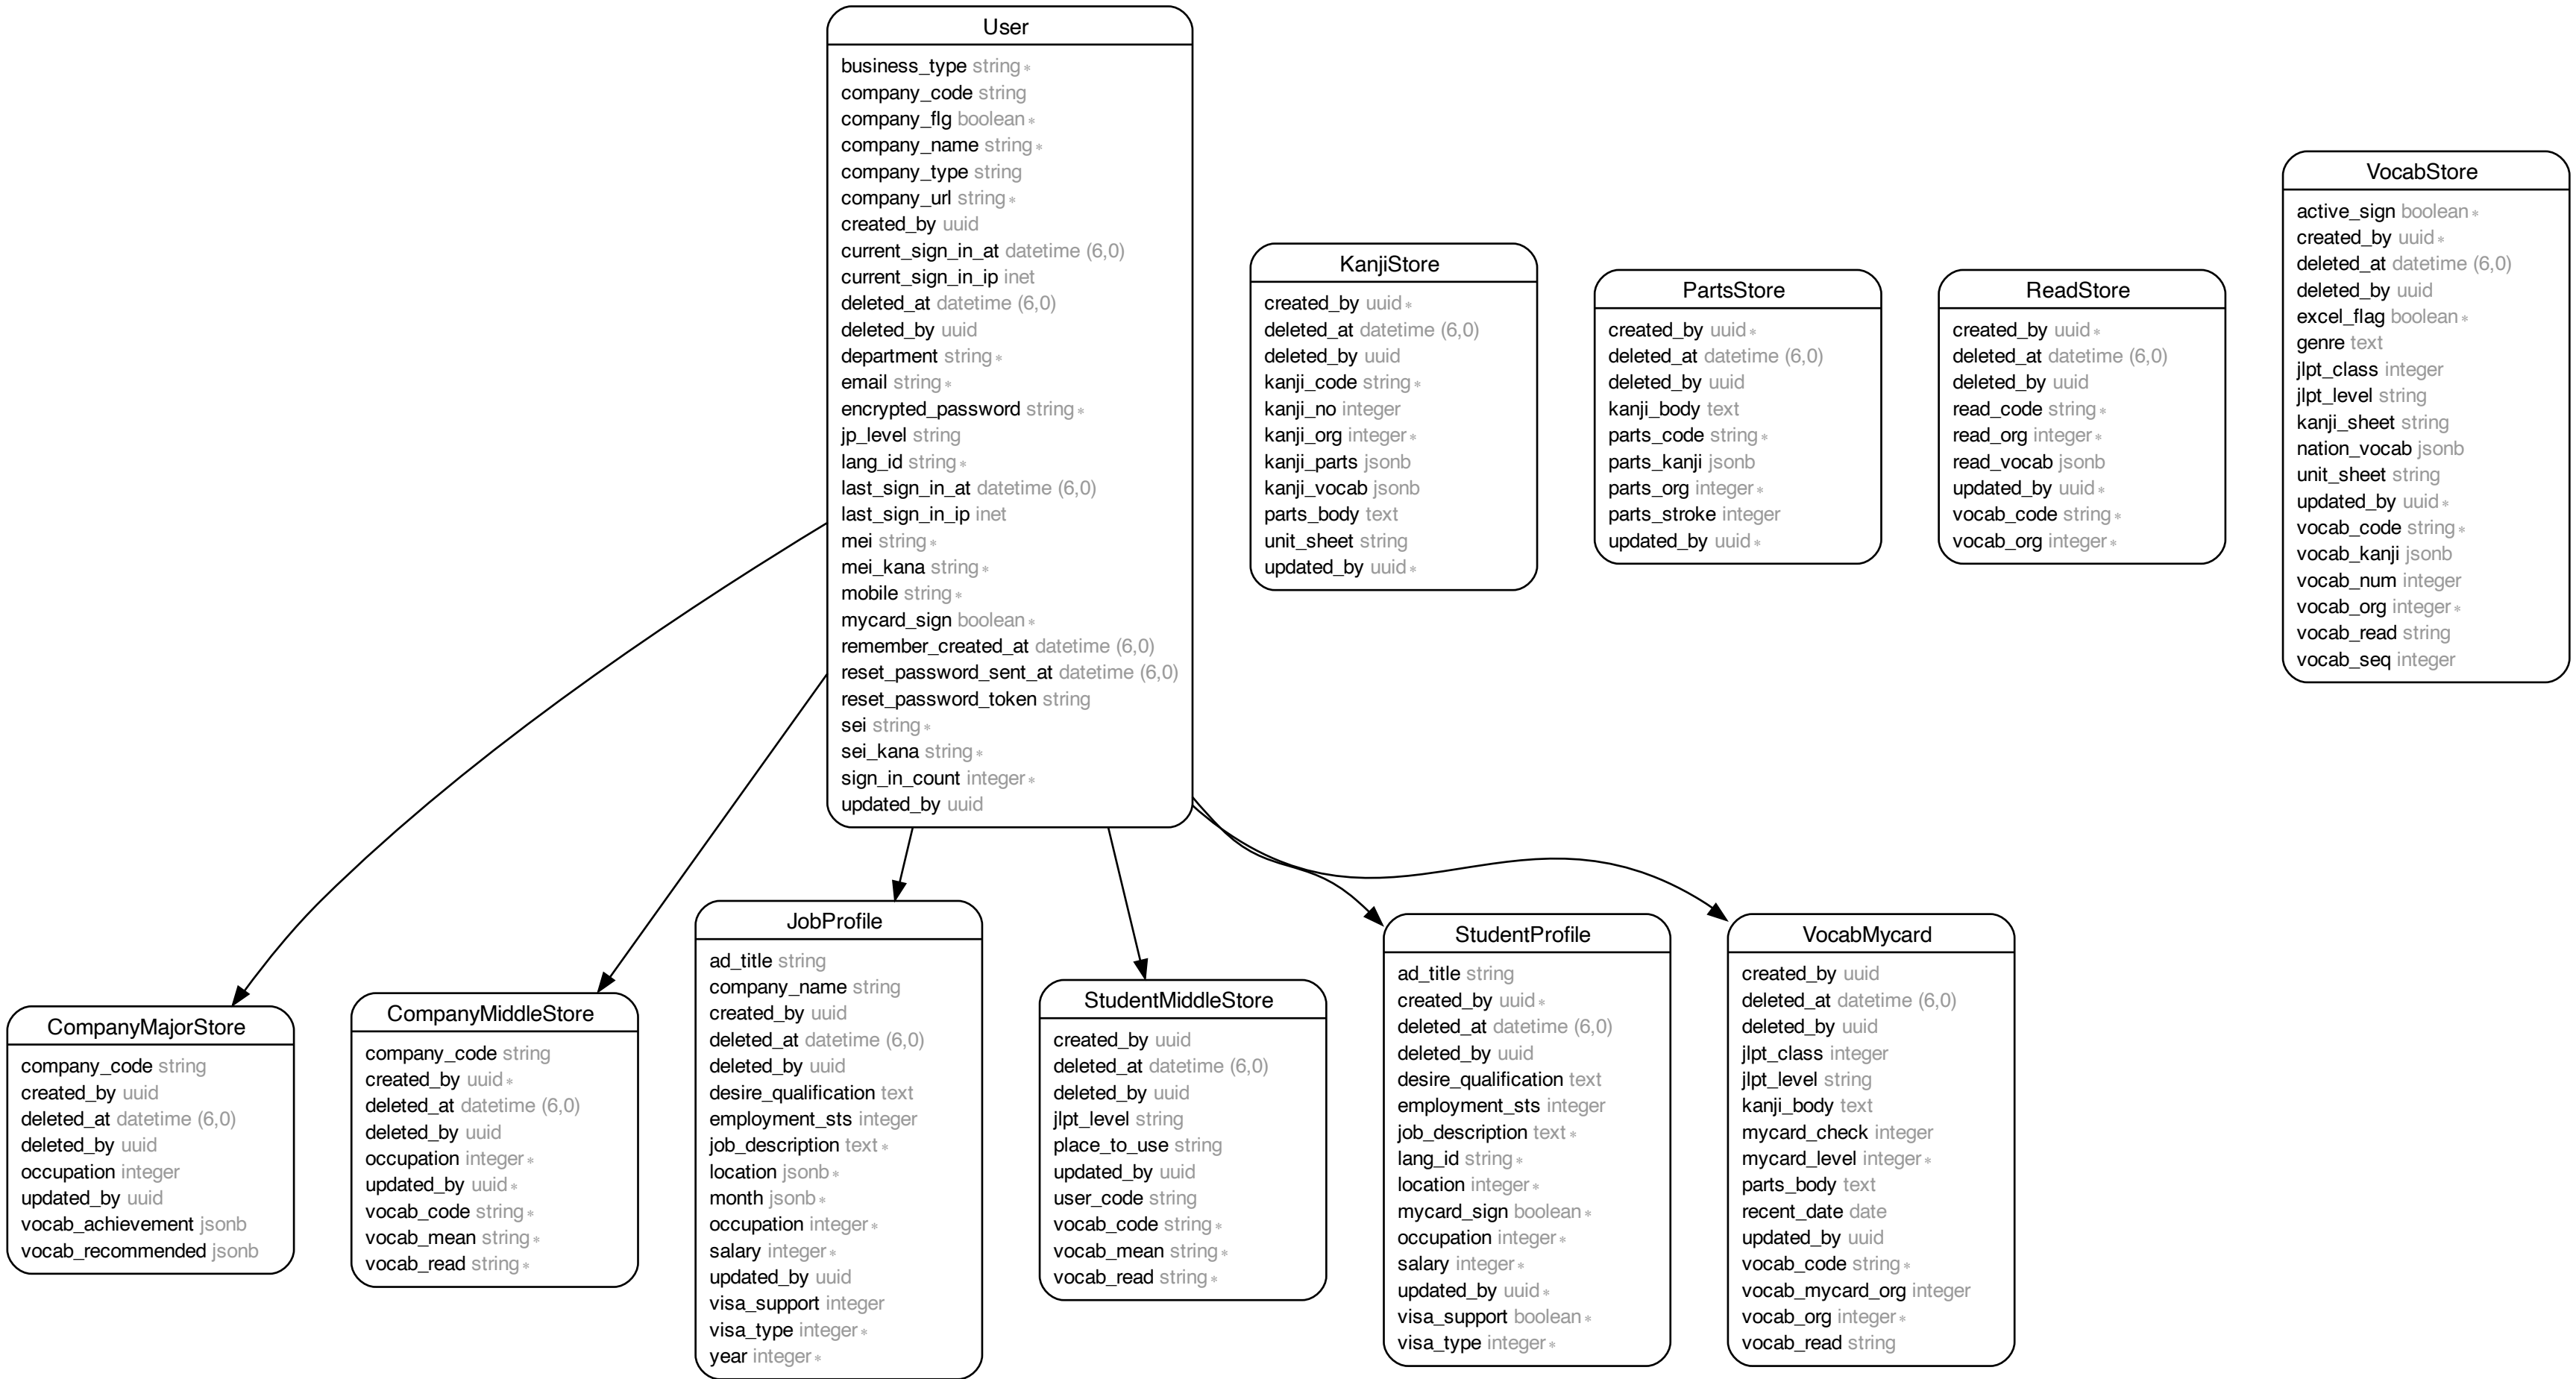 User
business_type string *
company_code string
company_flg boolean *
company_name string *
company_type string
company_url string *
created_by uuid
current_sign_in_at datetime (6,0)
current_sign_in_ip inet
deleted_at datetime (6,0)
deleted_by uuid
department string *
email string *
encrypted_password string *
jp_level string
lang_id string *
last_sign_in_at datetime (6,0)
last_sign_in_ip inet
mei string *
mei_kana string *
mobile string *
mycard_sign boolean *
remember_created_at datetime (6,0)
reset_password_sent_at datetime (6,0)
reset_password_token string
sei string *
sei_kana string *
sign_in_count integer *
updated_by uuid
KanjiStore
created_by uuid *
deleted_at datetime (6,0)
deleted_by uuid
kanji_code string *
kanji_no integer
kanji_org integer *
kanji_parts jsonb
kanji_vocab jsonb
parts_body text
unit_sheet string
updated_by uuid *
PartsStore
created_by uuid *
deleted_at datetime (6,0)
deleted_by uuid
kanji_body text
parts_code string *
parts_kanji jsonb
parts_org integer *
parts_stroke integer
updated_by uuid *
ReadStore
created_by uuid *
deleted_at datetime (6,0)
deleted_by uuid
read_code string *
read_org integer *
read_vocab jsonb
updated_by uuid *
vocab_code string *
vocab_org integer *
VocabStore
active_sign boolean *
created_by uuid *
deleted_at datetime (6,0)
deleted_by uuid
excel_flag boolean *
genre text
jlpt_class integer
jlpt_level string
kanji_sheet string
nation_vocab jsonb
unit_sheet string
updated_by uuid *
vocab_code string *
vocab_kanji jsonb
vocab_num integer
vocab_org integer *
vocab_read string
vocab_seq integer
CompanyMajorStore
company_code string
created_by uuid
deleted_at datetime (6,0)
deleted_by uuid
occupation integer
updated_by uuid
vocab_achievement jsonb
vocab_recommended jsonb
CompanyMiddleStore
company_code string
created_by uuid *
deleted_at datetime (6,0)
deleted_by uuid
occupation integer *
updated_by uuid *
vocab_code string *
vocab_mean string *
vocab_read string *
JobProfile
ad_title string
company_name string
created_by uuid
deleted_at datetime (6,0)
deleted_by uuid
desire_qualification text
employment_sts integer
job_description text *
location jsonb *
month jsonb *
occupation integer *
salary integer *
updated_by uuid
visa_support integer
visa_type integer *
year integer *
StudentMiddleStore
created_by uuid
deleted_at datetime (6,0)
deleted_by uuid
jlpt_level string
place_to_use string
updated_by uuid
user_code string
vocab_code string *
vocab_mean string *
vocab_read string *
StudentProfile
ad_title string
created_by uuid *
deleted_at datetime (6,0)
deleted_by uuid
desire_qualification text
employment_sts integer
job_description text *
lang_id string *
location integer *
mycard_sign boolean *
occupation integer *
salary integer *
updated_by uuid *
visa_support boolean *
visa_type integer *
VocabMycard
created_by uuid
deleted_at datetime (6,0)
deleted_by uuid
jlpt_class integer
jlpt_level string
kanji_body text
mycard_check integer
mycard_level integer *
parts_body text
recent_date date
updated_by uuid
vocab_code string *
vocab_mycard_org integer
vocab_org integer *
vocab_read string